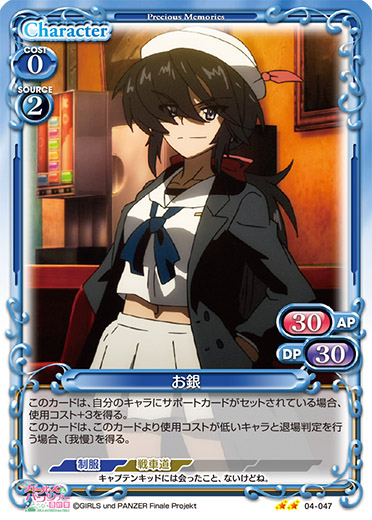 Precious Memories
Character
COST
0
SOURCE
2
30 AP
DP 30
お銀
このカードは、自分のキャラにサポートカードがセットされている場合、
使用コスト+3を得る。
このカードは、このカードより使用コストが低いキャラと退場判定を行
う場合、〔我慢〕を得る。
制服 戦車道
キャプテンキッドには会ったこと、ないけどね。
©GIRLS und PANZER Finale Projekt
04-047